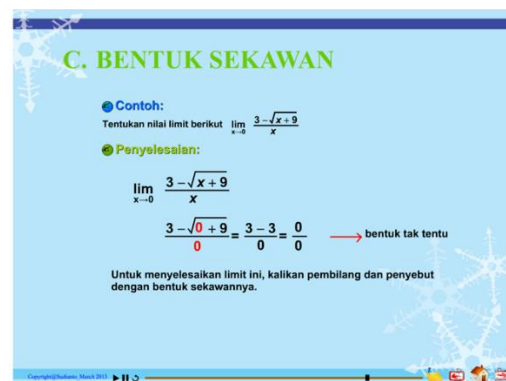 C. BENTUK SEKAWAN
Contoh:
Tentukan nilai limit berikut lim x→0 3 – √x + 9 / x
Penyelesaian:
lim x→0 3 – √x + 9 / x
3 – √0 + 9 / 0 = 3 – 3 / 0 = 0 / 0 → bentuk tak tentu
Untuk menyelesaikan limit ini, kalikan pembilang dan penyebut
dengan bentuk sekawannya.
Copyright@Sudianto_March 2013